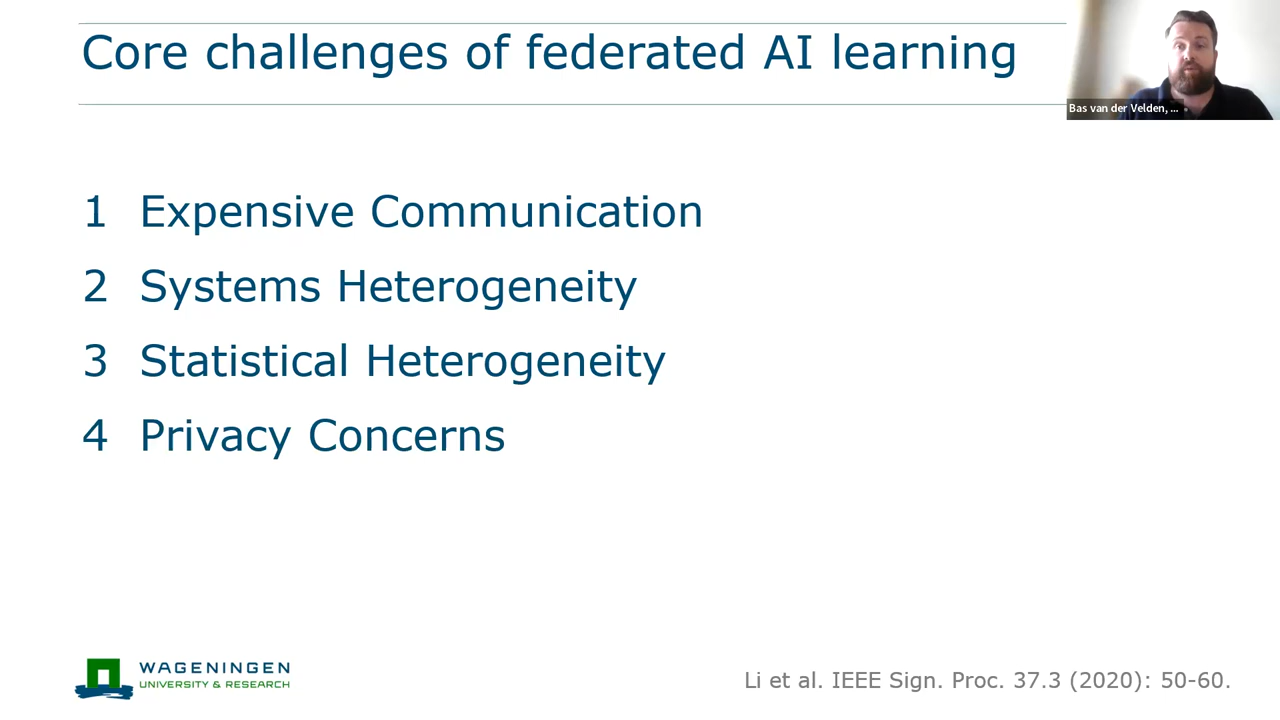 Core challenges of federated AI learning
Bas van der Velden, ...
1 Expensive Communication
2 Systems Heterogeneity
3 Statistical Heterogeneity
4 Privacy Concerns
WAGENINGEN
UNIVERSITY & RESEARCH
Li et al. IEEE Sign. Proc. 37.3 (2020): 50-60.